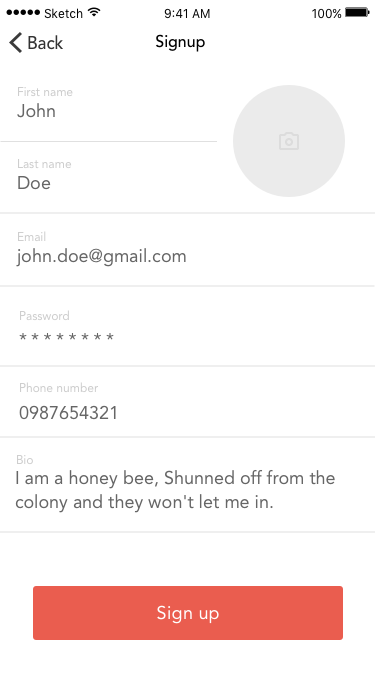 Sketch 9:41 AM 100%
Back Signup
First name
John
Last name
Doe
Email
john.doe@gmail.com
Password
* * * * * * * *
Phone number
0987654321
Bio
I am a honey bee, Shunned off from the
colony and they won't let me in.
Sign up